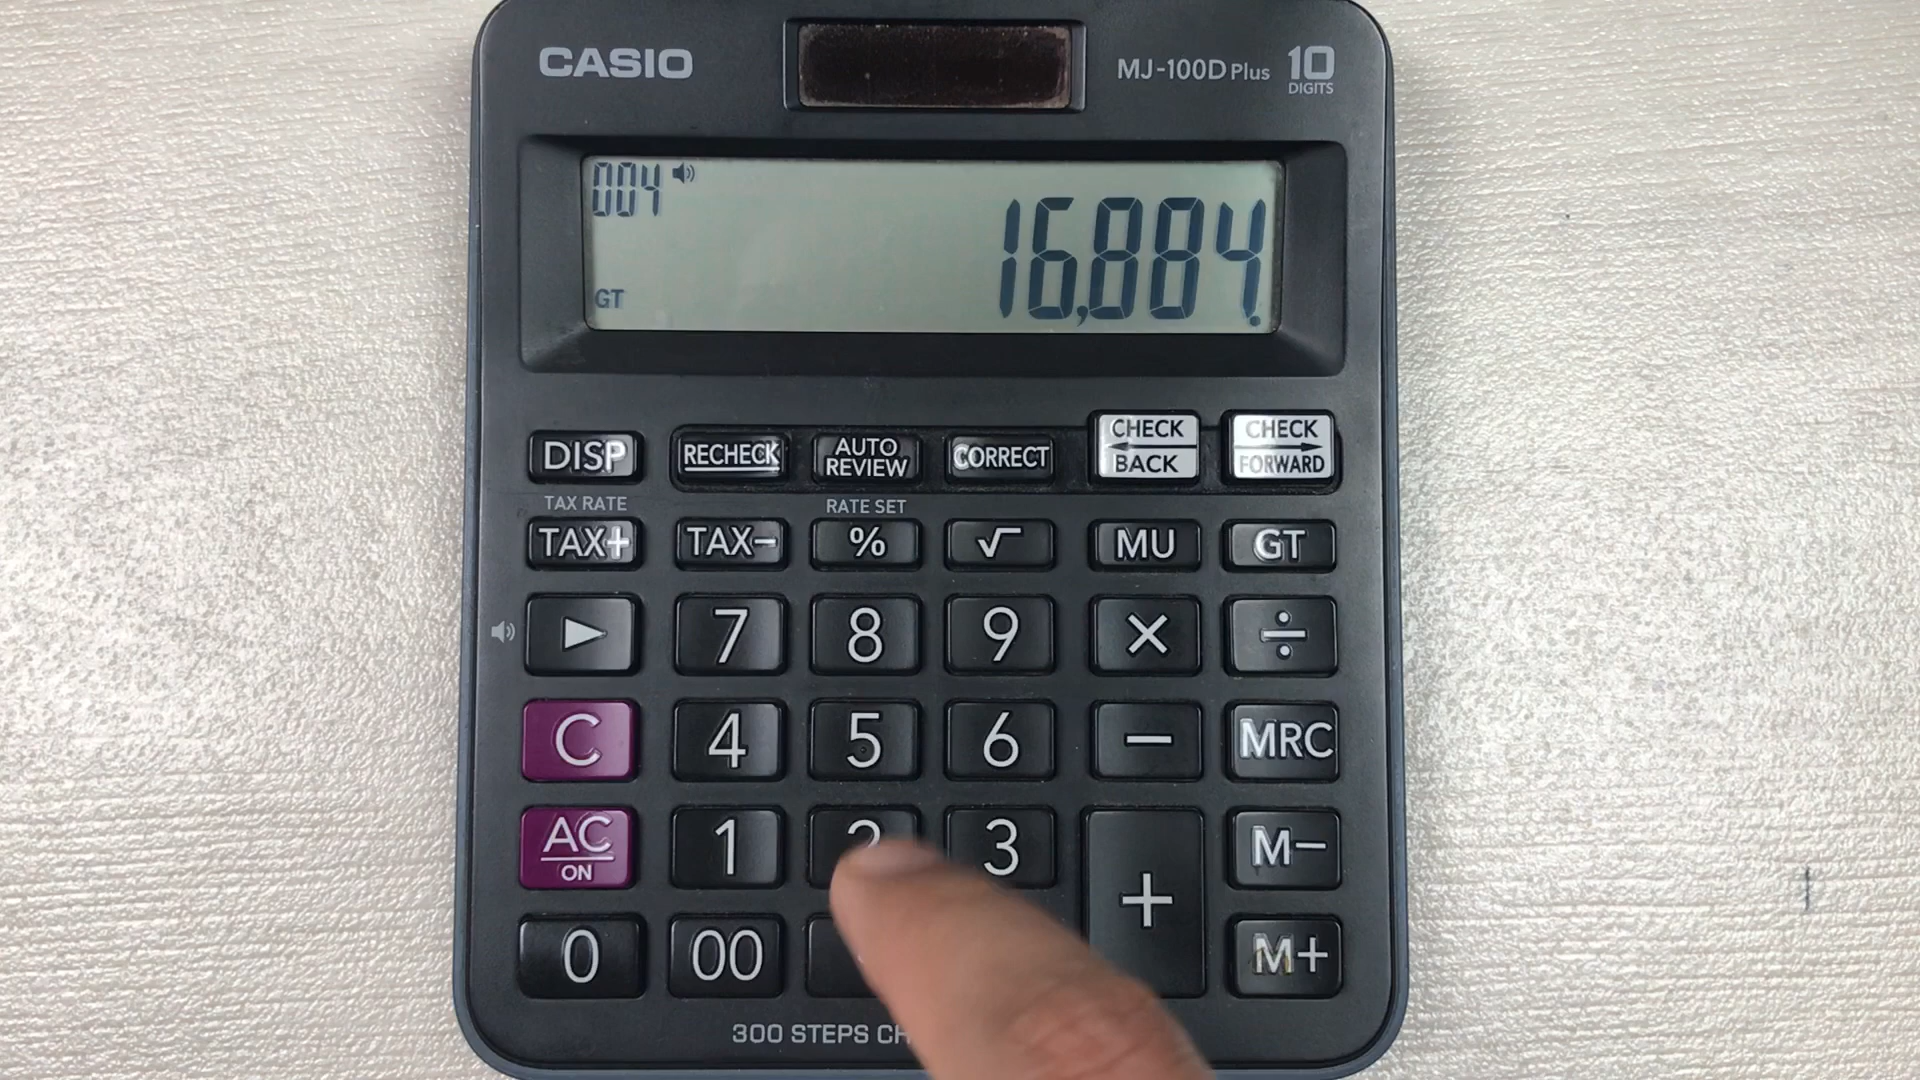 CASIO
MJ-100D Plus
10
DIGITS
004
16,884.
GT
DISP
RECHECK
AUTO
REVIEW
CORRECT
CHECK
BACK
CHECK
FORWARD
TAX RATE
RATE SET
TAX+
TAX−
%
√
MU
GT
▶
7
8
9
×
÷
C
4
5
6
−
MRC
AC
ON
1
2
3
+
M−
0
00
M+
300 STEPS